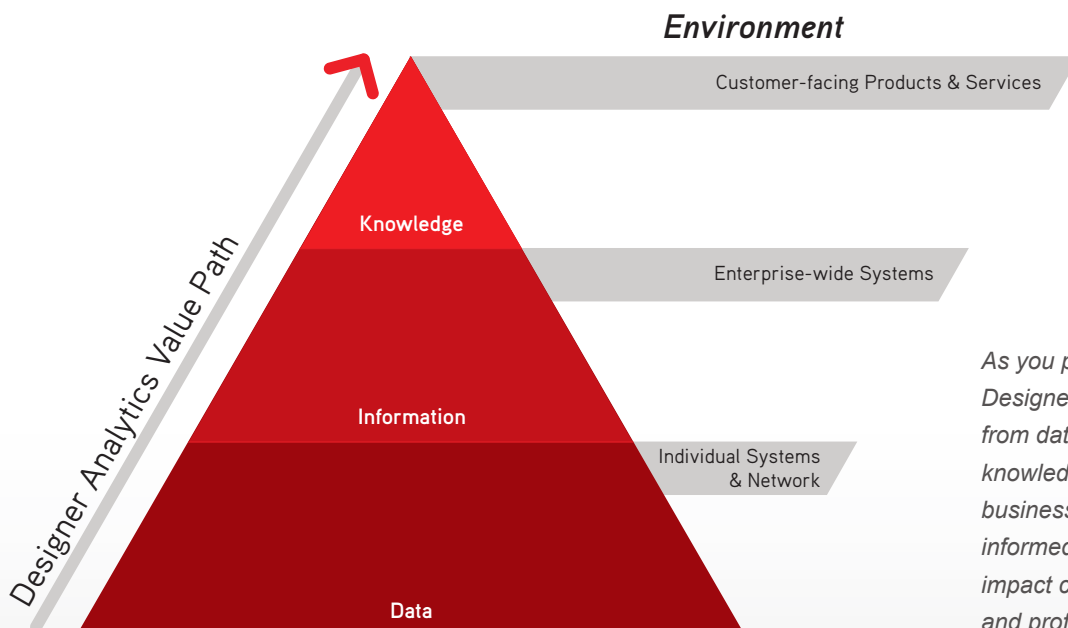 Environment
Customer-facing Products & Services
Designer Analytics Value Path
Knowledge
Enterprise-wide Systems
Information
Individual Systems
& Network
Data
As you
Designe
from dat
knowled
business
informed
impact
and prof